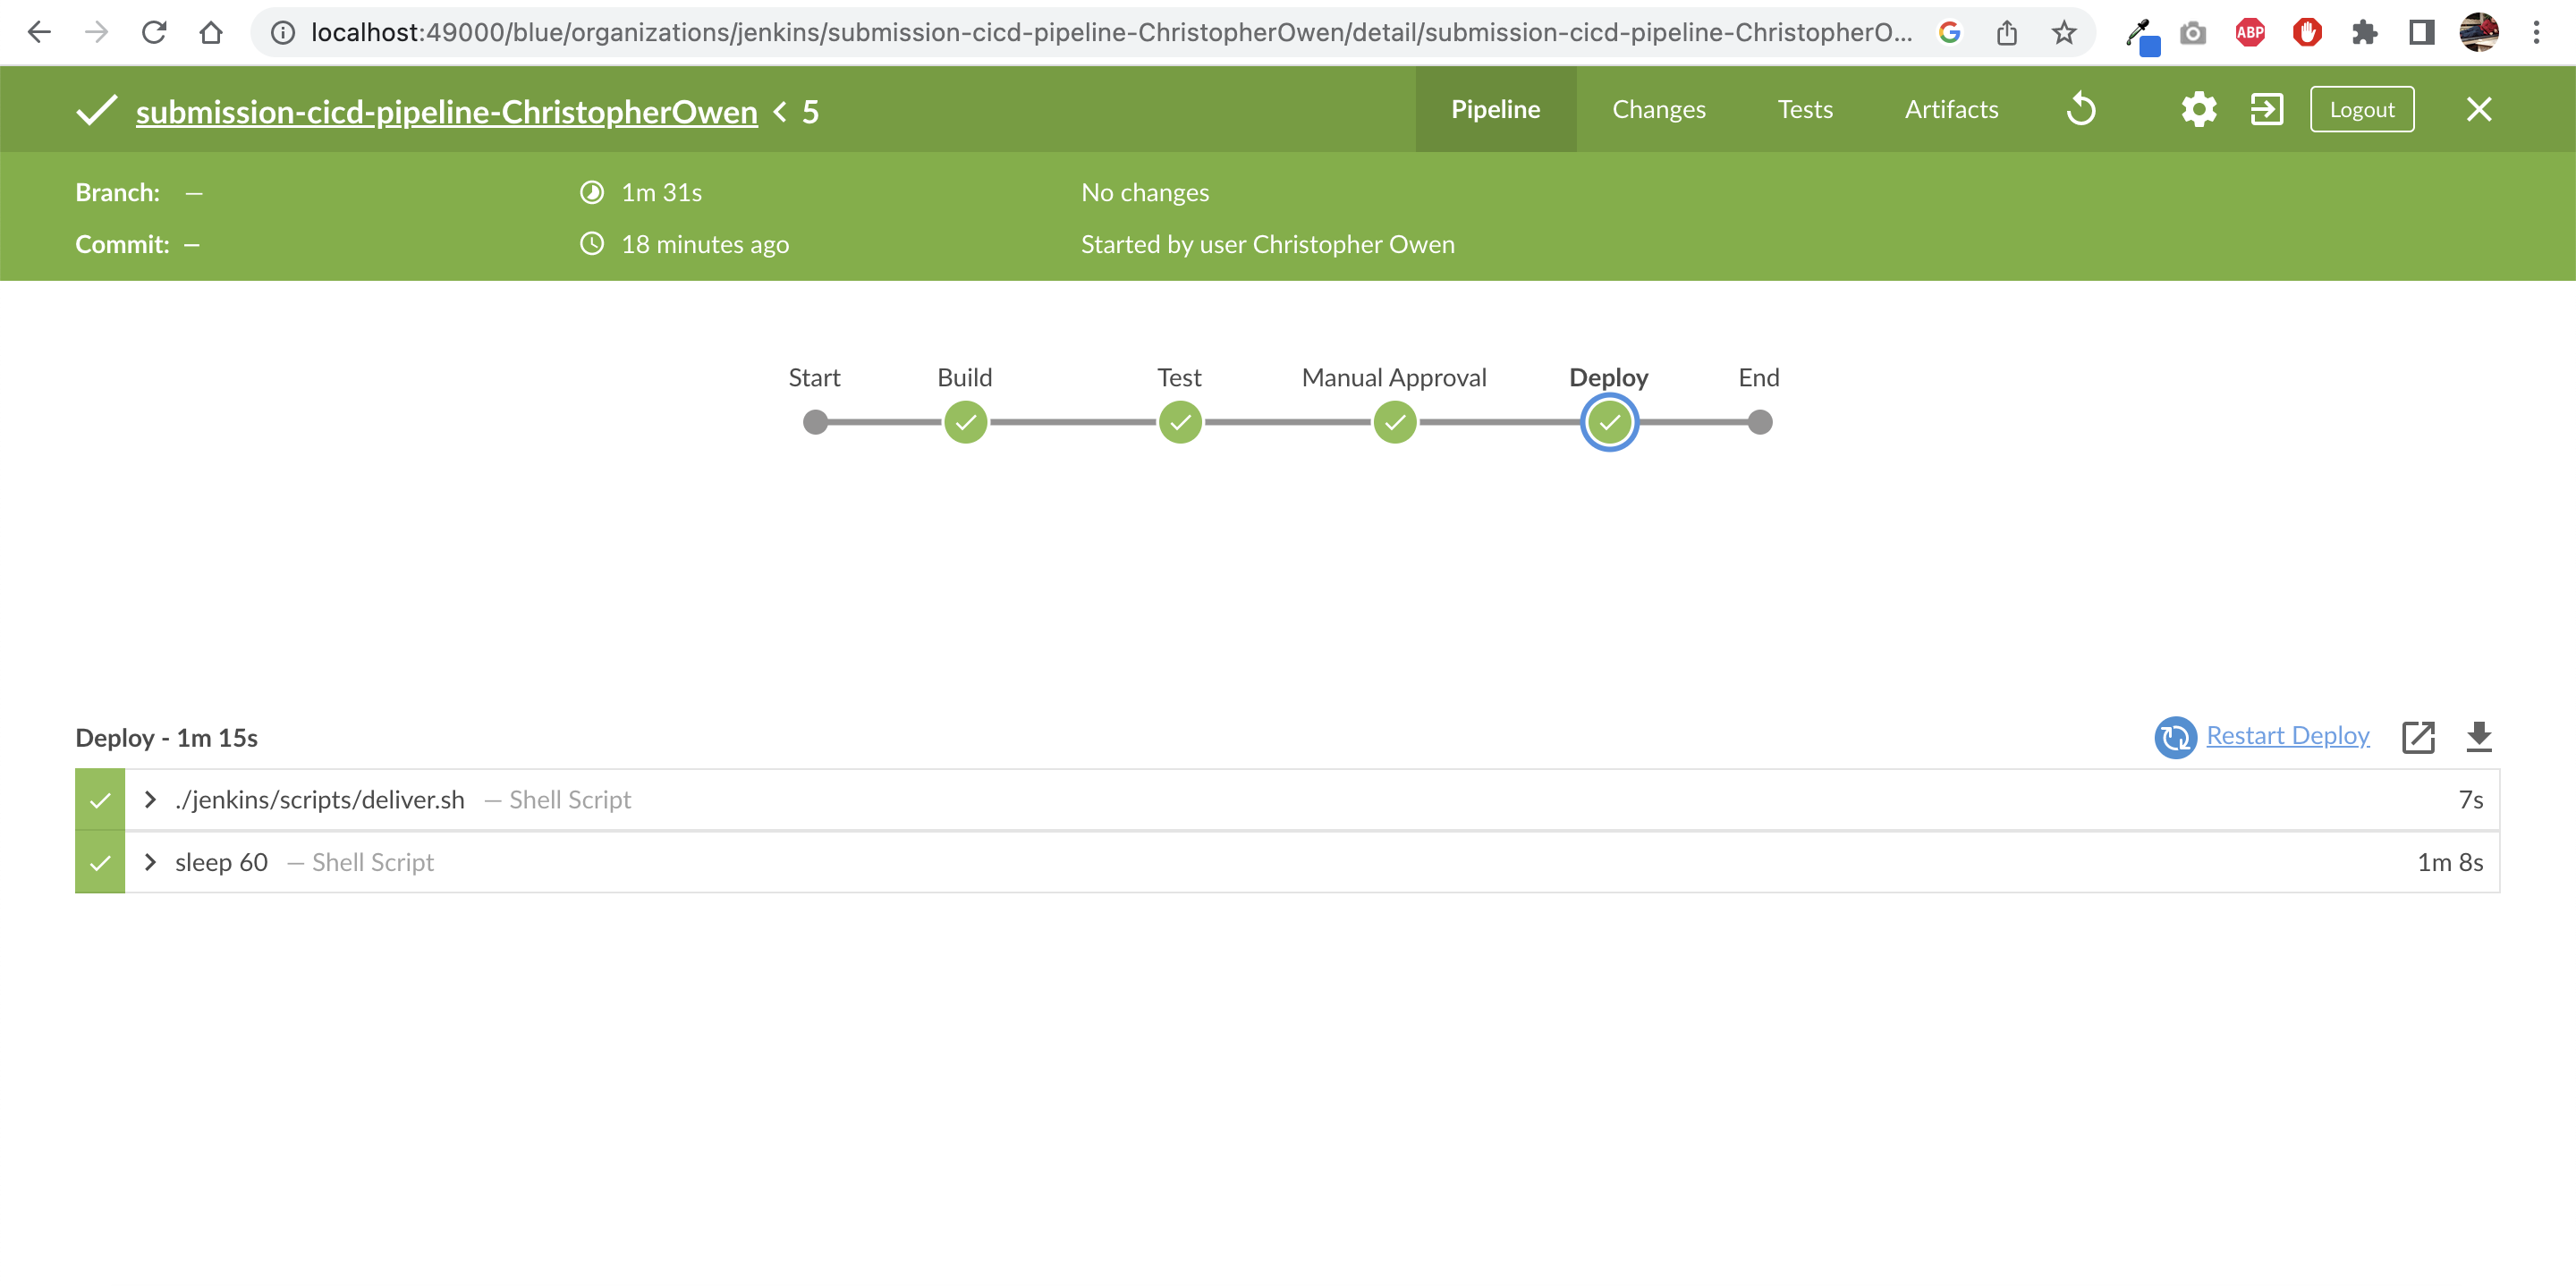 localhost:49000/blue/organizations/jenkins/submission-cicd-pipeline-ChristopherOwen/detail/submission-cicd-pipeline-ChristopherO...
ABP
submission-cicd-pipeline-ChristopherOwen < 5
Pipeline
Changes
Tests
Artifacts
Logout
Branch: —
1m 31s
No changes
Commit: —
18 minutes ago
Started by user Christopher Owen
Start
Build
Test
Manual Approval
Deploy
End
Deploy - 1m 15s
Restart Deploy
./jenkins/scripts/deliver.sh — Shell Script
7s
sleep 60 — Shell Script
1m 8s